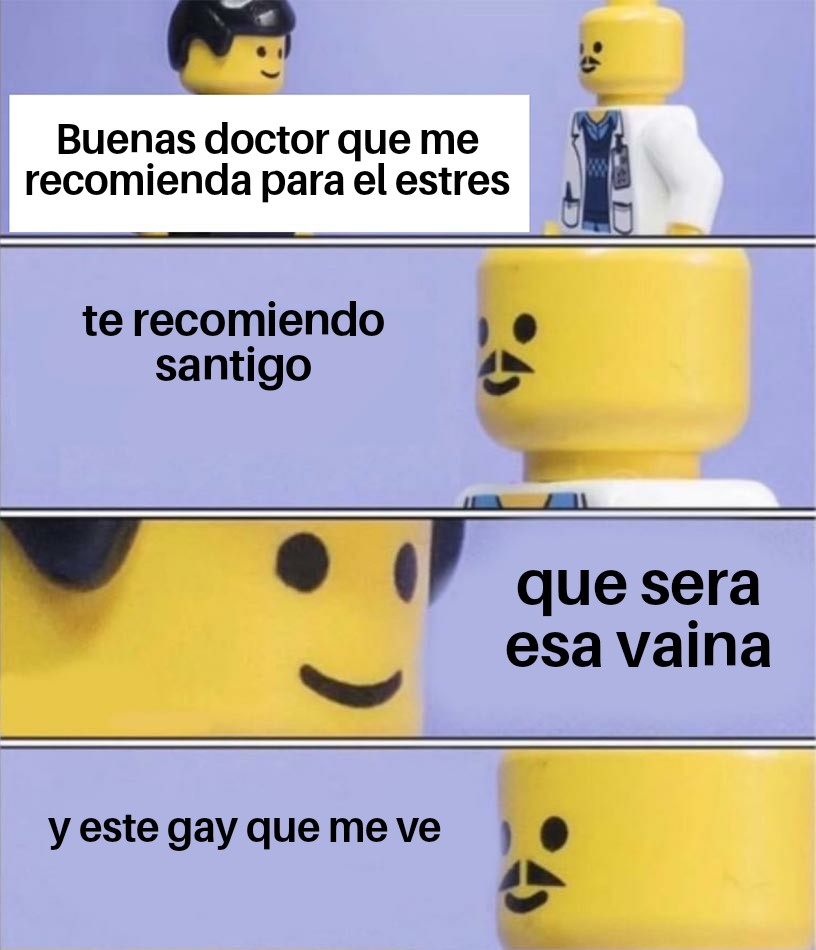 Buenas doctor que me
recomienda para el estres
te recomiendo
santigo
que sera
esa vaina
y este gay que me ve